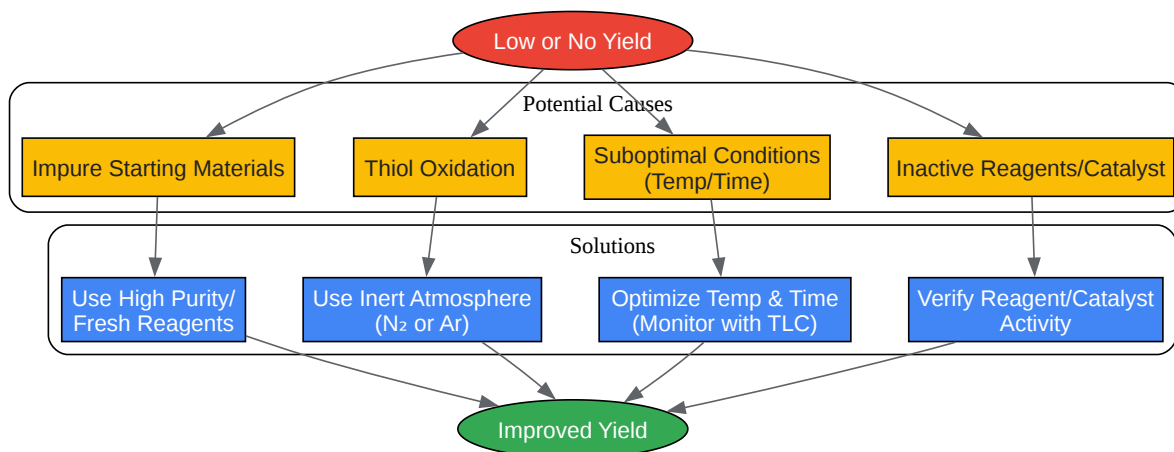 Low or No Yield
Potential Causes
Impure Starting Materials
Thiol Oxidation
Suboptimal Conditions
(Temp/Time)
Inactive Reagents/Catalyst
Solutions
Use High Purity/
Fresh Reagents
Use Inert Atmosphere
(N₂ or Ar)
Optimize Temp & Time
(Monitor with TLC)
Verify Reagent/Catalyst
Activity
Improved Yield